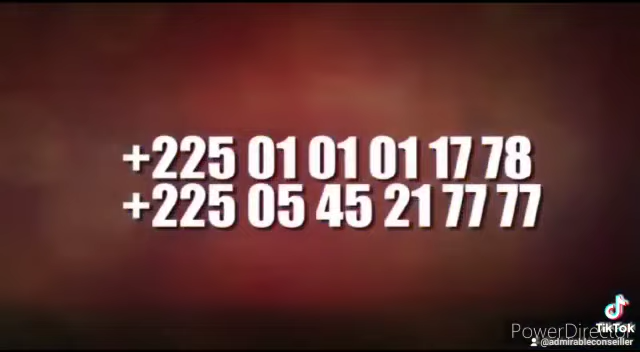 +225 01 01 01 17 78
+225 05 45 21 77 77
TikTok
PowerDirector
@admirableconseiller